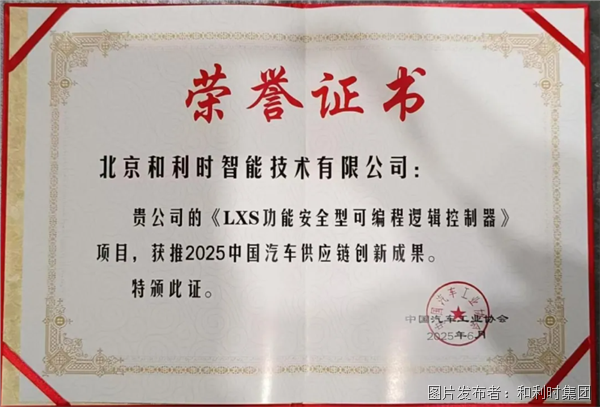 荣誉证书
北京和利时智能技术有限公司：
贵公司的《LXS功能安全型可编程逻辑控制器》
项目，获推2025中国汽车供应链创新成果。
特颁此证。
中国汽车工业协会
2025年6月
图片发布者：和利时集团